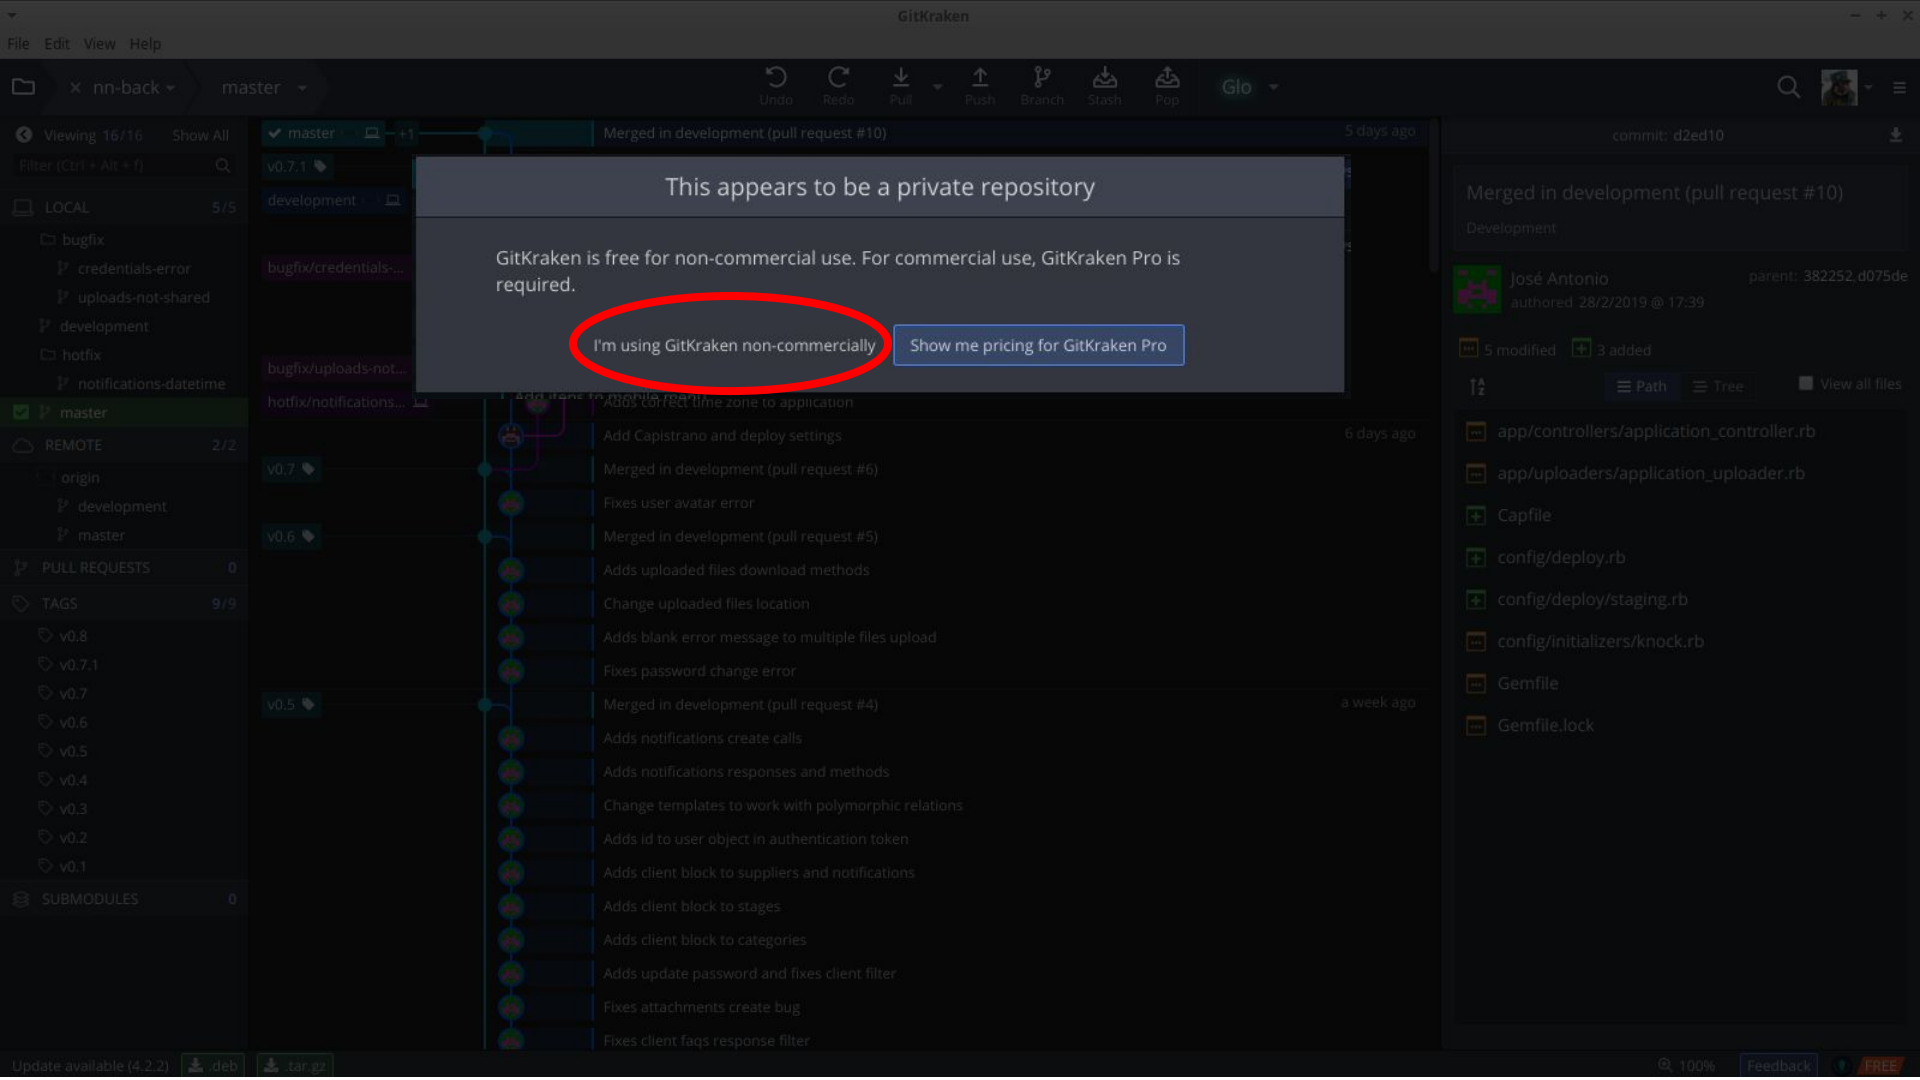 GitKraken
File Edit View Help
nn-back
master
Undo
Redo
Pull
Push
Branch
Stash
Pop
Glo
Viewing 16/16 Show All
Filter (Ctrl + Alt + f)
LOCAL 5/5
bugfix
credentials-error
uploads-not-shared
development
hotfix
notifications-datetime
master
REMOTE 2/2
origin
development
master
PULL REQUESTS 0
TAGS 9/9
v0.8
v0.7.1
v0.7
v0.6
v0.5
v0.4
v0.3
v0.2
v0.1
SUBMODULES 0
master +1 Merged in development (pull request #10) 5 days ago
v0.7.1
development
bugfix/credentials-...
bugfix/uploads-not...
hotfix/notifications...
This appears to be a private repository
GitKraken is free for non-commercial use. For commercial use, GitKraken Pro is
required.
I'm using GitKraken non-commercially
Show me pricing for GitKraken Pro
Add items to mobile menu
Adds correct time zone to application
Add Capistrano and deploy settings 6 days ago
v0.7 Merged in development (pull request #6)
Fixes user avatar error
v0.6 Merged in development (pull request #5)
Adds uploaded files download methods
Change uploaded files location
Adds blank error message to multiple files upload
Fixes password change error
v0.5 Merged in development (pull request #4) a week ago
Adds notifications create calls
Adds notifications responses and methods
Change templates to work with polymorphic relations
Adds id to user object in authentication token
Adds client block to suppliers and notifications
Adds client block to stages
Adds client block to categories
Adds update password and fixes client filter
Fixes attachments create bug
Fixes client faqs response filter
commit: d2ed10
Merged in development (pull request #10)
Development
José Antonio
authored 28/2/2019 @ 17:39
parent: 382252,d075de
5 modified 3 added
Path Tree View all files
app/controllers/application_controller.rb
app/uploaders/application_uploader.rb
Capfile
config/deploy.rb
config/deploy/staging.rb
config/initializers/knock.rb
Gemfile
Gemfile.lock
Update available (4.2.2) .deb .tar.gz
100% Feedback FREE